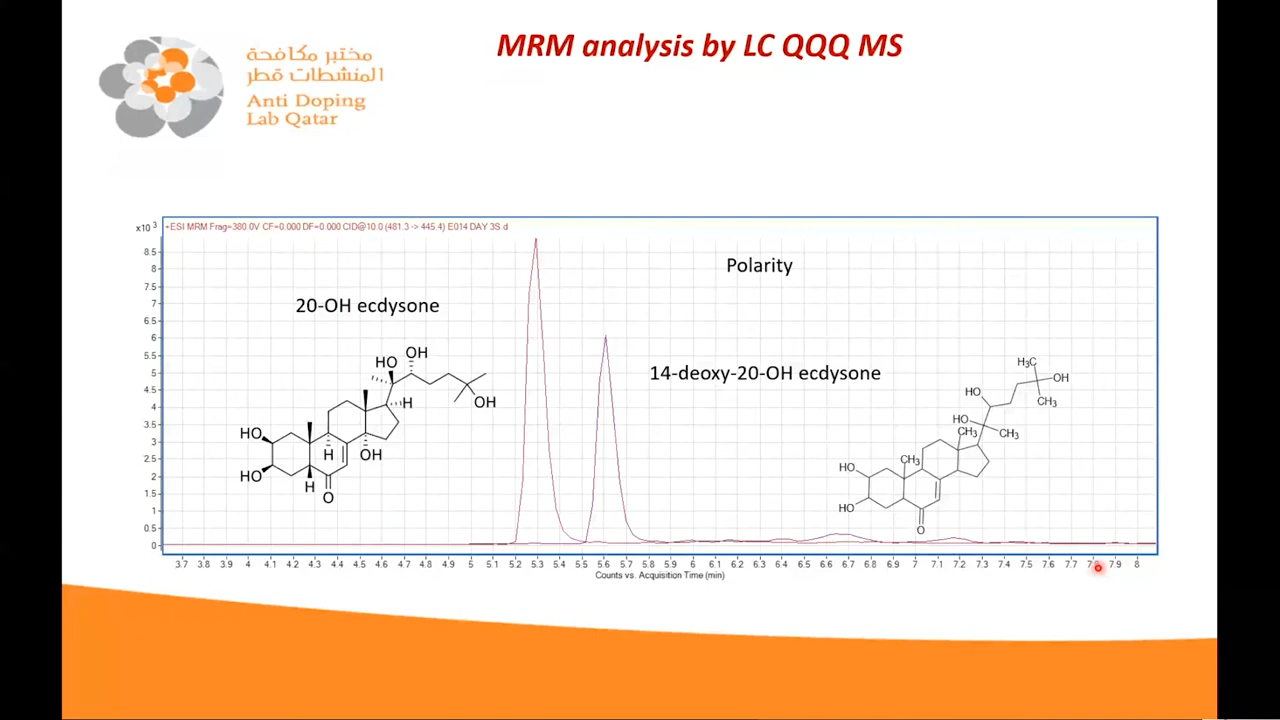 MRM analysis by LC QQQ MS
مختبر مكافحة
المنشطات قطر
Anti Doping
Lab Qatar
x10 3
+ESI MRM Frag=380.0V CF=0.000 DF=0.000 CID@10.0 (481.3 -> 445.4) E014 DAY 3S.d
8.5
8
7.5
7
6.5
6
5.5
5
4.5
4
3.5
3
2.5
2
1.5
1
0.5
0
Polarity
20-OH ecdysone
HO
OH
OH
H
HO
H
OH
HO
H
O
14-deoxy-20-OH ecdysone
H₃C
OH
HO
CH₃
HO
CH₃
CH₃
CH₃
HO
HO
O
3.7 3.8 3.9 4 4.1 4.2 4.3 4.4 4.5 4.6 4.7 4.8 4.9 5 5.1 5.2 5.3 5.4 5.5 5.6 5.7 5.8 5.9 6 6.1 6.2 6.3 6.4 6.5 6.6 6.7 6.8 6.9 7 7.1 7.2 7.3 7.4 7.5 7.6 7.7 7.8 7.9 8
Counts vs. Acquisition Time (min)